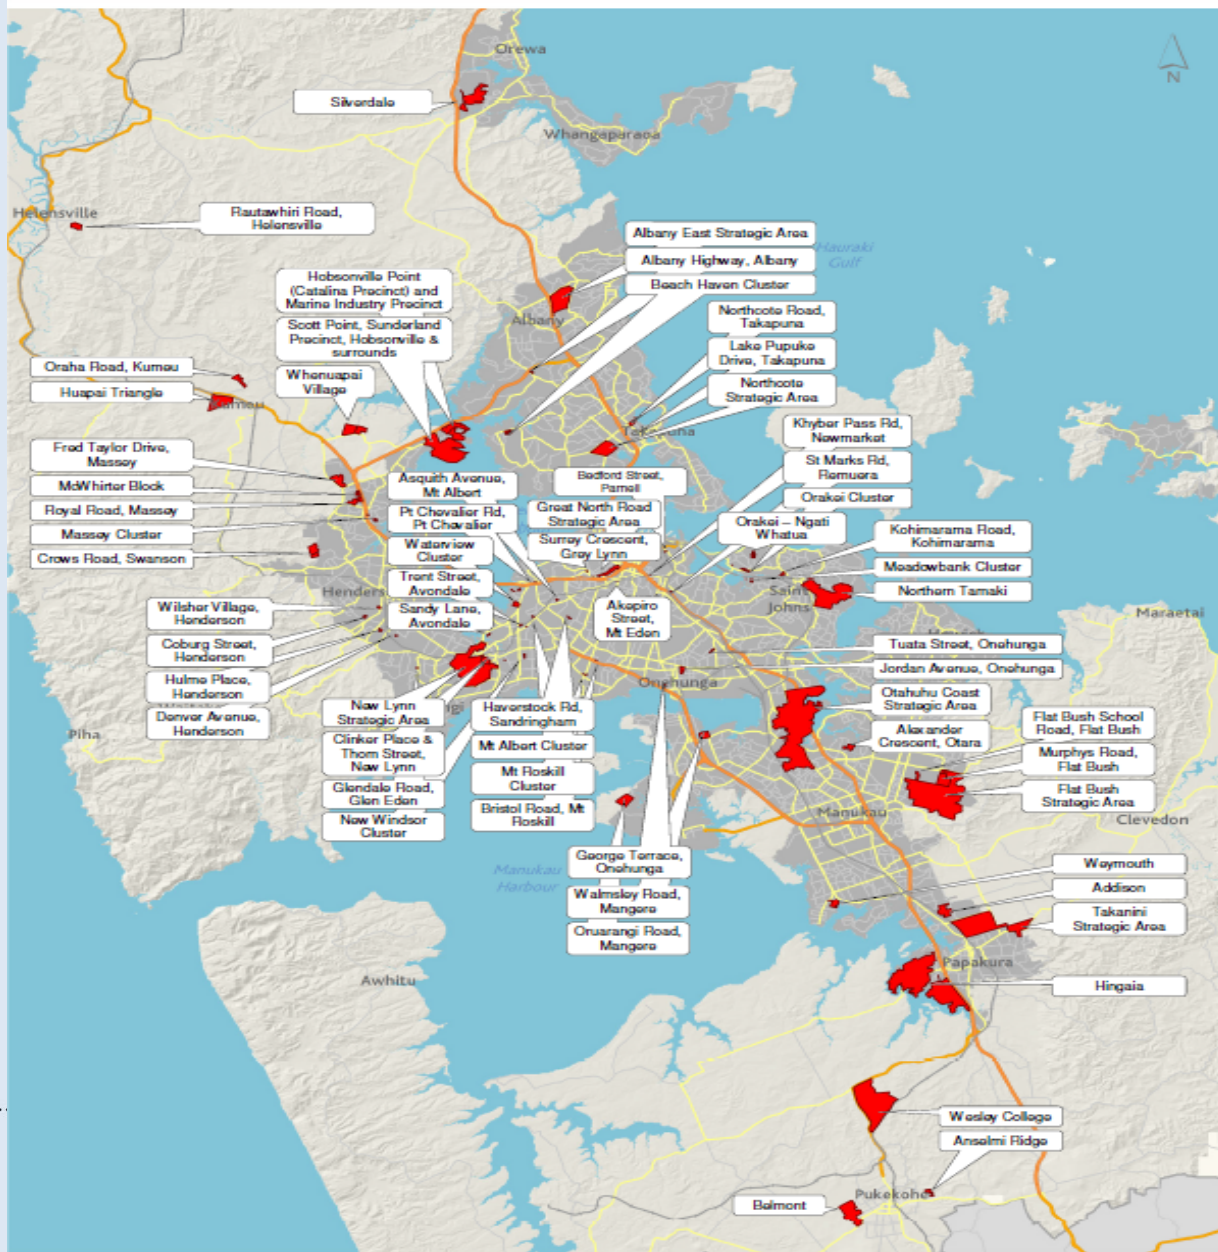 Orewa
N
Silverdale
Whangaparaoa
Helensville
Rautawhiri Road,
Helensville
Albany East Strategic Area
Hauraki
Gulf
Albany Highway, Albany
Hobsonville Point
(Catalina Precinct) and
Marine Industry Precinct
Beach Haven Cluster
Albany
Northcote Road,
Takapuna
Scott Point, Sunderland
Precinct, Hobsonville &
surrounds
Lake Pupuke
Drive, Takapuna
Oraha Road, Kumeu
Whenuapai
Village
Northcote
Strategic Area
Huapai Triangle
Kumeu
Khyber Pass Rd,
Newmarket
Takapuna
Fred Taylor Drive,
Massey
St Marks Rd,
Remuera
McWhirter Block
Asquith Avenue,
Mt Albert
Bedford Street,
Parnell
Orakei Cluster
Royal Road, Massey
Pt Chevalier Rd,
Pt Chevalier
Great North Road
Strategic Area
Orakei – Ngati
Whatua
Kohimarama Road,
Kohimarama
Massey Cluster
Waterview
Cluster
Surrey Crescent,
Grey Lynn
Crows Road, Swanson
Meadowbank Cluster
Trent Street,
Avondale
Henders
Saint
Johns
Northern Tamaki
Wilsher Village,
Henderson
Sandy Lane,
Avondale
Akepiro
Street,
Mt Eden
Maraetai
Coburg Street,
Henderson
Tuata Street, Onehunga
Jordan Avenue, Onehunga
Hulme Place,
Henderson
Onehunga
Otahuhu Coast
Strategic Area
Denver Avenue,
Henderson
New Lynn
Strategic Area
Haverstock Rd,
Sandringham
Flat Bush School
Road, Flat Bush
Piha
Alexander
Crescent, Otara
Clinker Place &
Thom Street,
New Lynn
Mt Albert Cluster
Murphys Road,
Flat Bush
Mt Roskill
Cluster
Glendale Road,
Glen Eden
Flat Bush
Strategic Area
Bristol Road, Mt
Roskill
New Windsor
Cluster
Manukau
Clevedon
George Terrace,
Onehunga
Manukau
Harbour
Weymouth
Walmsley Road,
Mangere
Addison
Takanini
Strategic Area
Oruarangi Road,
Mangere
Papakura
Awhitu
Hingaia
Wesley College
Anselmi Ridge
Pukekohe
Belmont